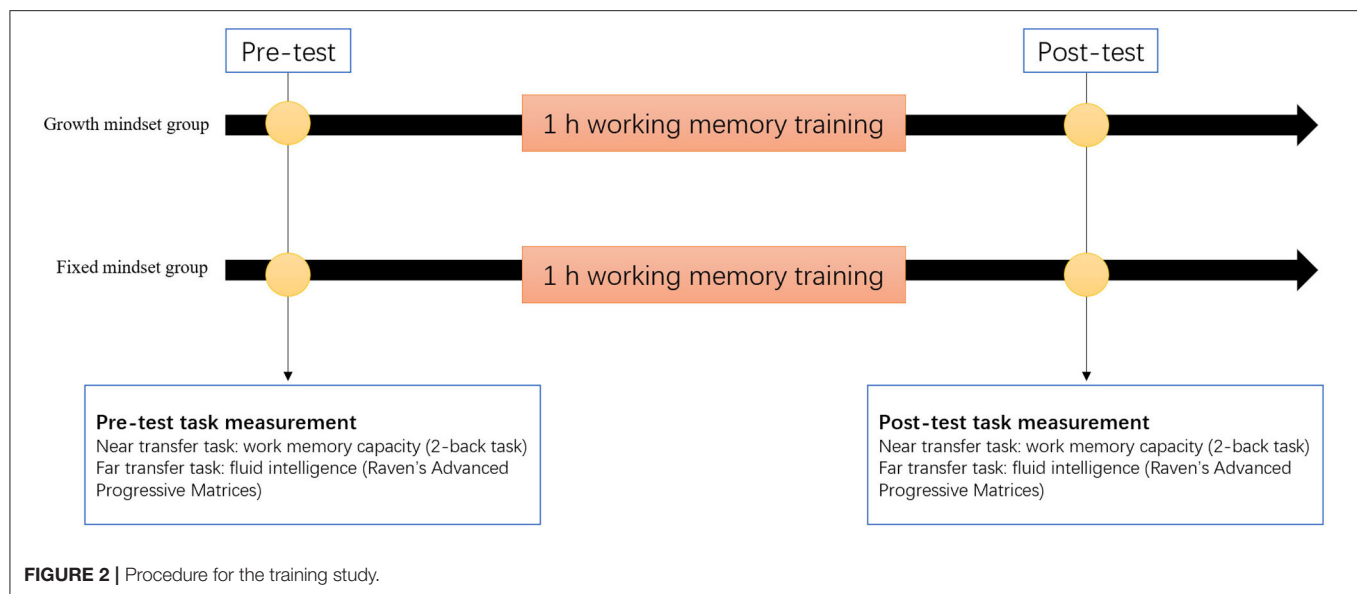 Pre-test
Post-test
Growth mindset group
1 h working memory training
Fixed mindset group
1 h working memory training
Pre-test task measurement
Near transfer task: work memory capacity (2-back task)
Far transfer task: fluid intelligence (Raven's Advanced
Progressive Matrices)
Post-test task measurement
Near transfer task: work memory capacity (2-back task)
Far transfer task: fluid intelligence (Raven's Advanced
Progressive Matrices)
FIGURE 2 | Procedure for the training study.